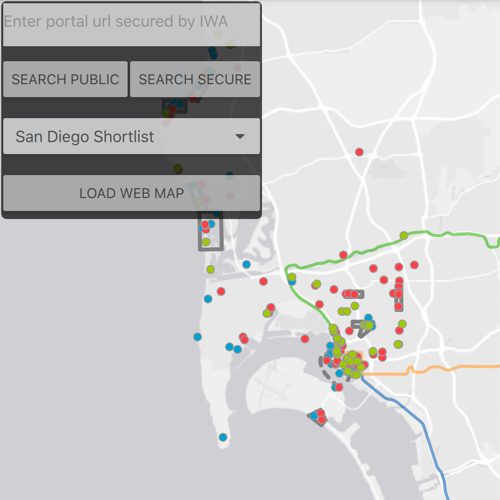 Enter portal url secured by IWA
SEARCH PUBLIC
SEARCH SECURE
San Diego Shortlist
LOAD WEB MAP